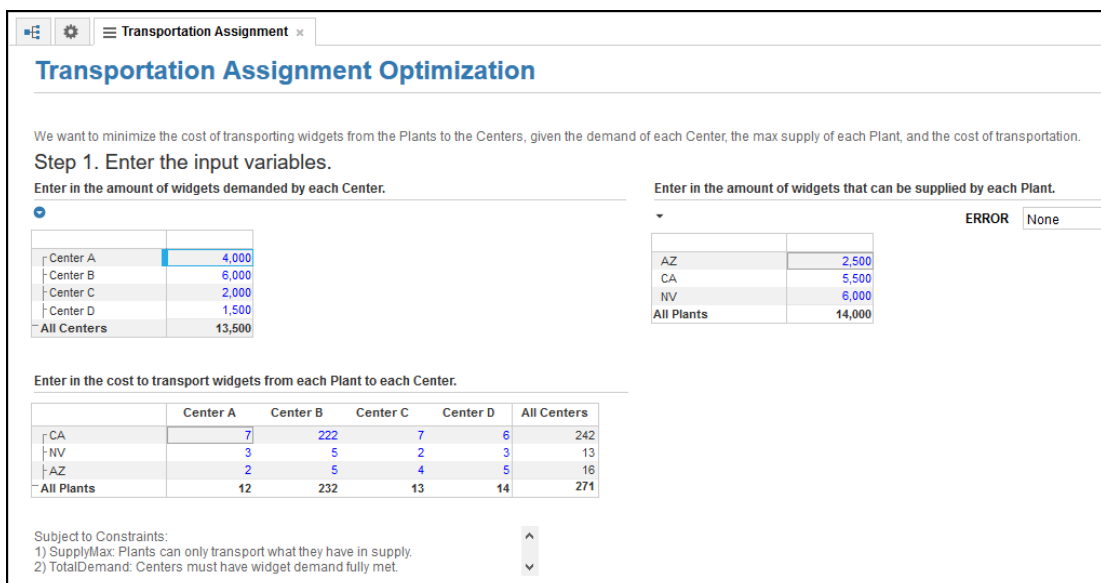 Transportation Assignment
Transportation Assignment Optimization
We want to minimize the cost of transporting widgets from the Plants to the Centers, given the demand of each Center, the max supply of each Plant, and the cost of transportation.
Step 1. Enter the input variables.
Enter in the amount of widgets demanded by each Center.
Center A 4,000
Center B 6,000
Center C 2,000
Center D 1,500
All Centers 13,500
Enter in the amount of widgets that can be supplied by each Plant.
ERROR None
AZ 2,500
CA 5,500
NV 6,000
All Plants 14,000
Enter in the cost to transport widgets from each Plant to each Center.
Center A Center B Center C Center D All Centers
CA 7 222 7 6 242
NV 3 5 2 3 13
AZ 2 5 4 5 16
All Plants 12 232 13 14 271
Subject to Constraints:
1) SupplyMax: Plants can only transport what they have in supply.
2) TotalDemand: Centers must have widget demand fully met.